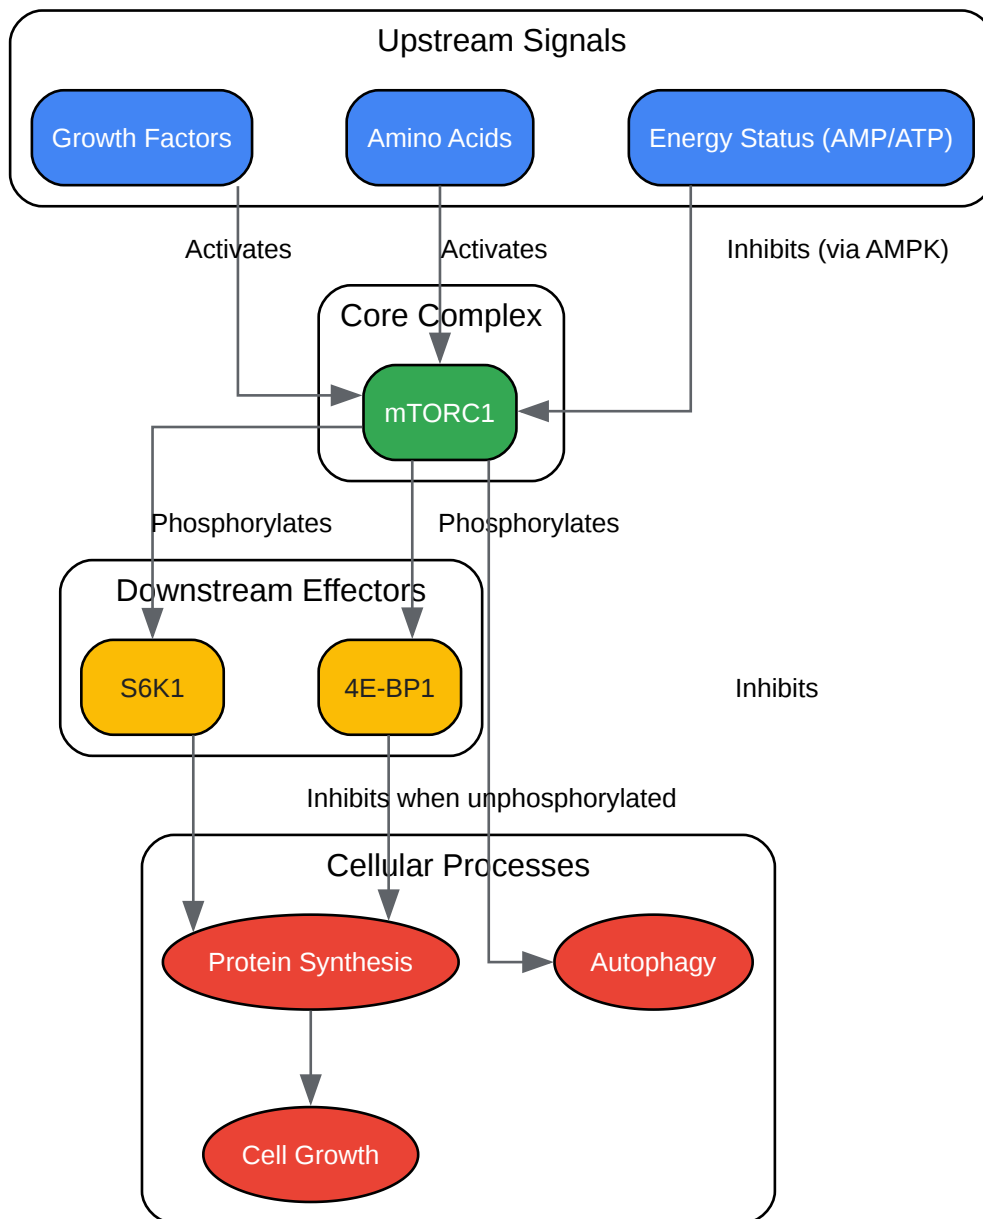 Upstream Signals
Growth Factors
Amino Acids
Energy Status (AMP/ATP)
Activates
Activates
Inhibits (via AMPK)
Core Complex
mTORC1
Phosphorylates
Phosphorylates
Downstream Effectors
S6K1
4E-BP1
Inhibits
Inhibits when unphosphorylated
Cellular Processes
Protein Synthesis
Autophagy
Cell Growth